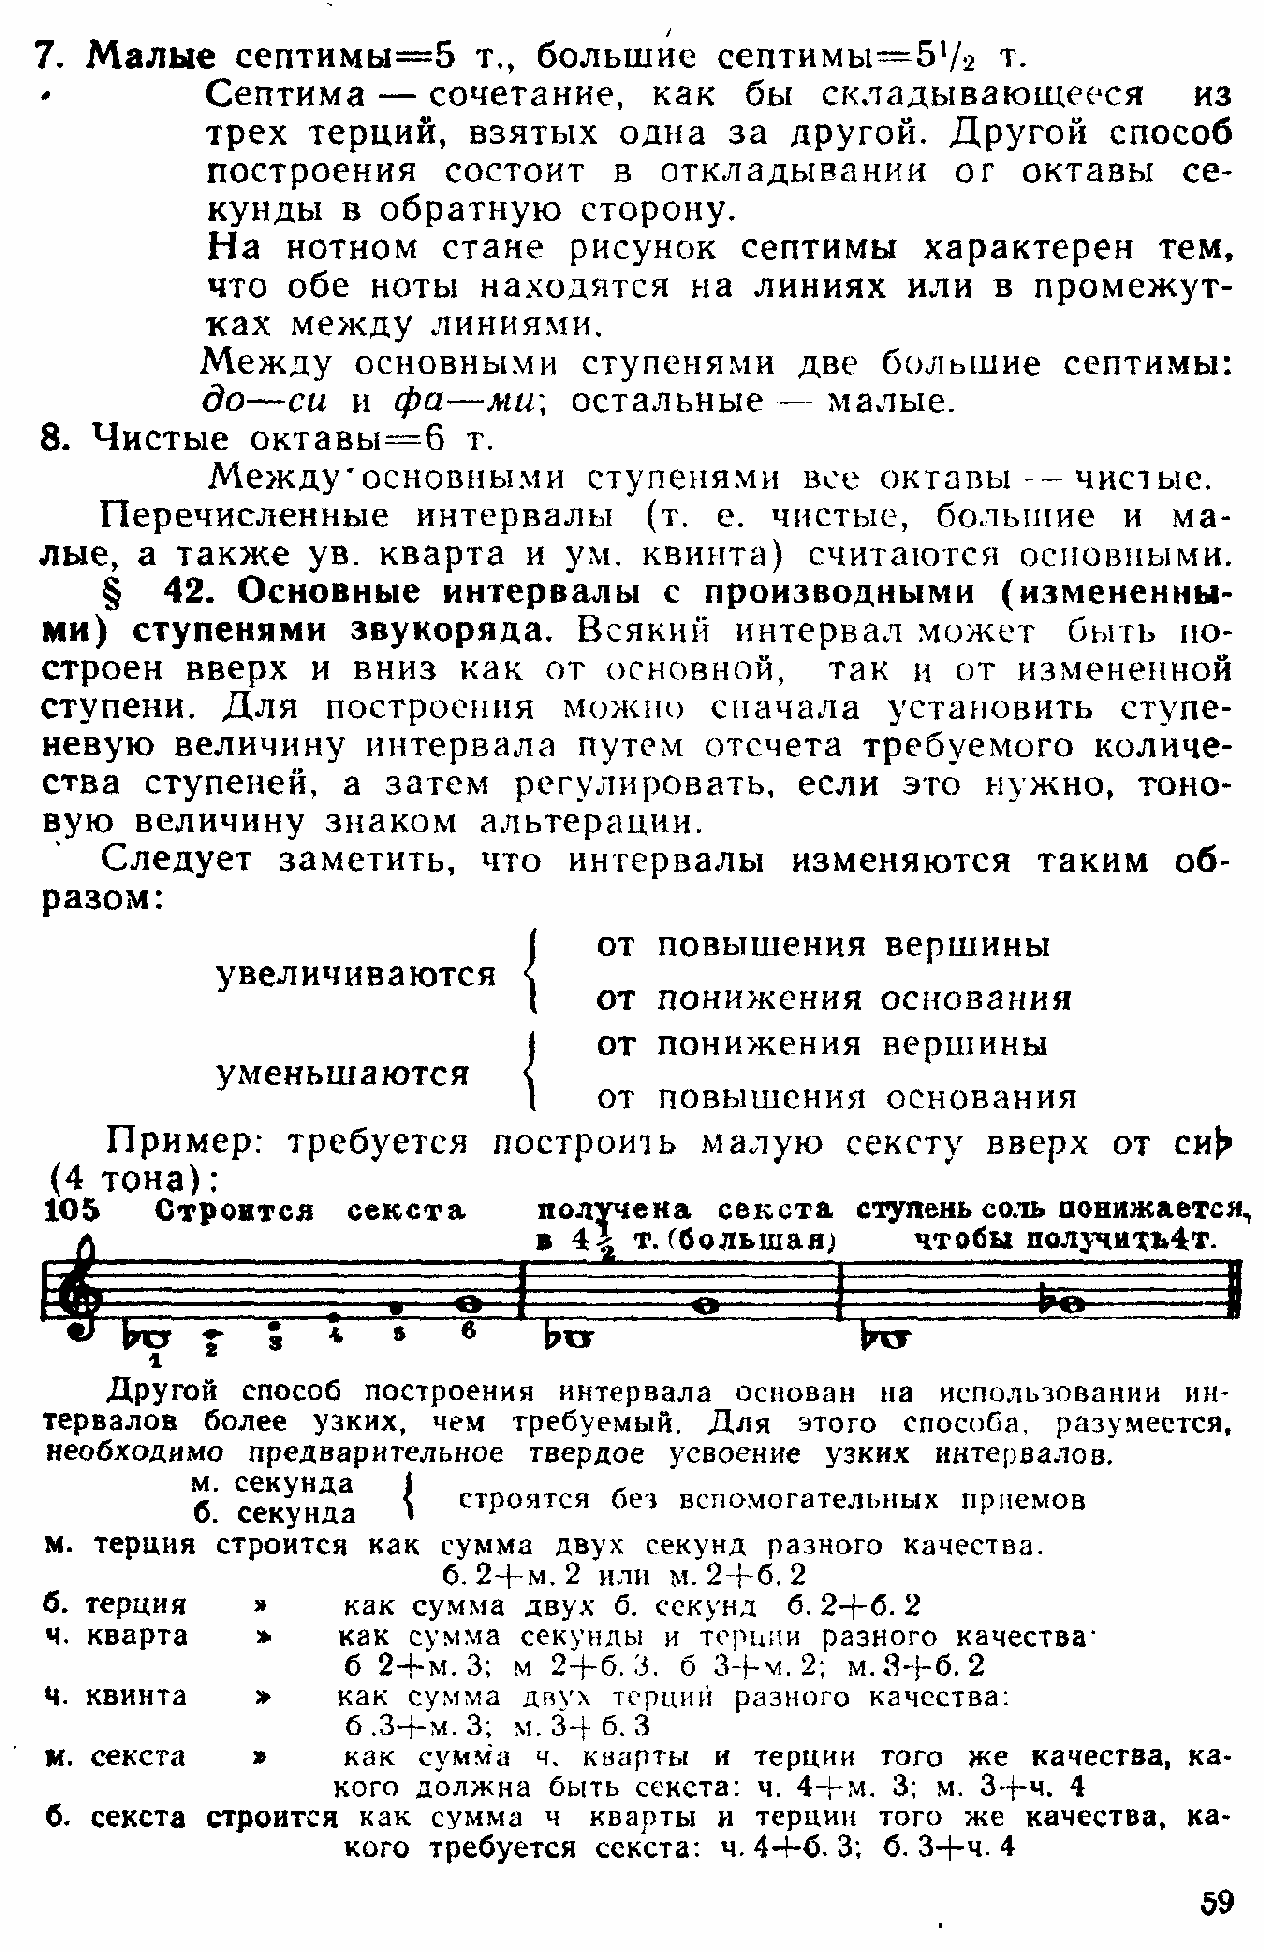 7. Малые септимы=5 т., большие септимы=5¹/₂ т.
Септима — сочетание, как бы складывающееся из
трех терций, взятых одна за другой. Другой способ
построения состоит в откладывании от октавы се-
кунды в обратную сторону.
На нотном стане рисунок септимы характерен тем,
что обе ноты находятся на линиях или в промежут-
ках между линиями.
Между основными ступенями две большие септимы:
до—си и фа—ми; остальные — малые.
8. Чистые октавы=6 т.
Между основными ступенями все октавы — чистые.
Перечисленные интервалы (т. е. чистые, большие и ма-
лые, а также ув. кварта и ум. квинта) считаются основными.
§ 42. Основные интервалы с производными (измененны-
ми) ступенями звукоряда. Всякий интервал может быть по-
строен вверх и вниз как от основной, так и от измененной
ступени. Для построения можно сначала установить ступе-
невую величину интервала путем отсчета требуемого количе-
ства ступеней, а затем регулировать, если это нужно, тоно-
вую величину знаком альтерации.
Следует заметить, что интервалы изменяются таким об-
разом:
увеличиваются { от повышения вершины
от понижения основания
уменьшаются { от понижения вершины
от повышения основания
Пример: требуется построить малую сексту вверх от си♭
(4 тона):
105 Строится секста получена секста ступень соль понижается,
в 4½ т. (большая) чтобы получить 4 т.
1 2 3 4 5 6
Другой способ построения интервала основан на использовании ин-
тервалов более узких, чем требуемый. Для этого способа, разумеется,
необходимо предварительное твердое усвоение узких интервалов.
м. секунда
б. секунда } строятся без вспомогательных приемов
м. терция строится как сумма двух секунд разного качества.
б. 2+м. 2 или м. 2+б. 2
б. терция » как сумма двух б. секунд б. 2+б. 2
ч. кварта » как сумма секунды и терции разного качества·
б 2+м. 3; м 2+б. 3. б 3+м. 2; м. 3+б. 2
ч. квинта » как сумма двух терций разного качества:
б .3+м. 3; м. 3+б. 3
м. секста » как сумма ч. кварты и терции того же качества, ка-
кого должна быть секста: ч. 4+м. 3; м. 3+ч. 4
б. секста строится как сумма ч кварты и терции того же качества, ка-
кого требуется секста: ч. 4+б. 3; б. 3+ч. 4
59